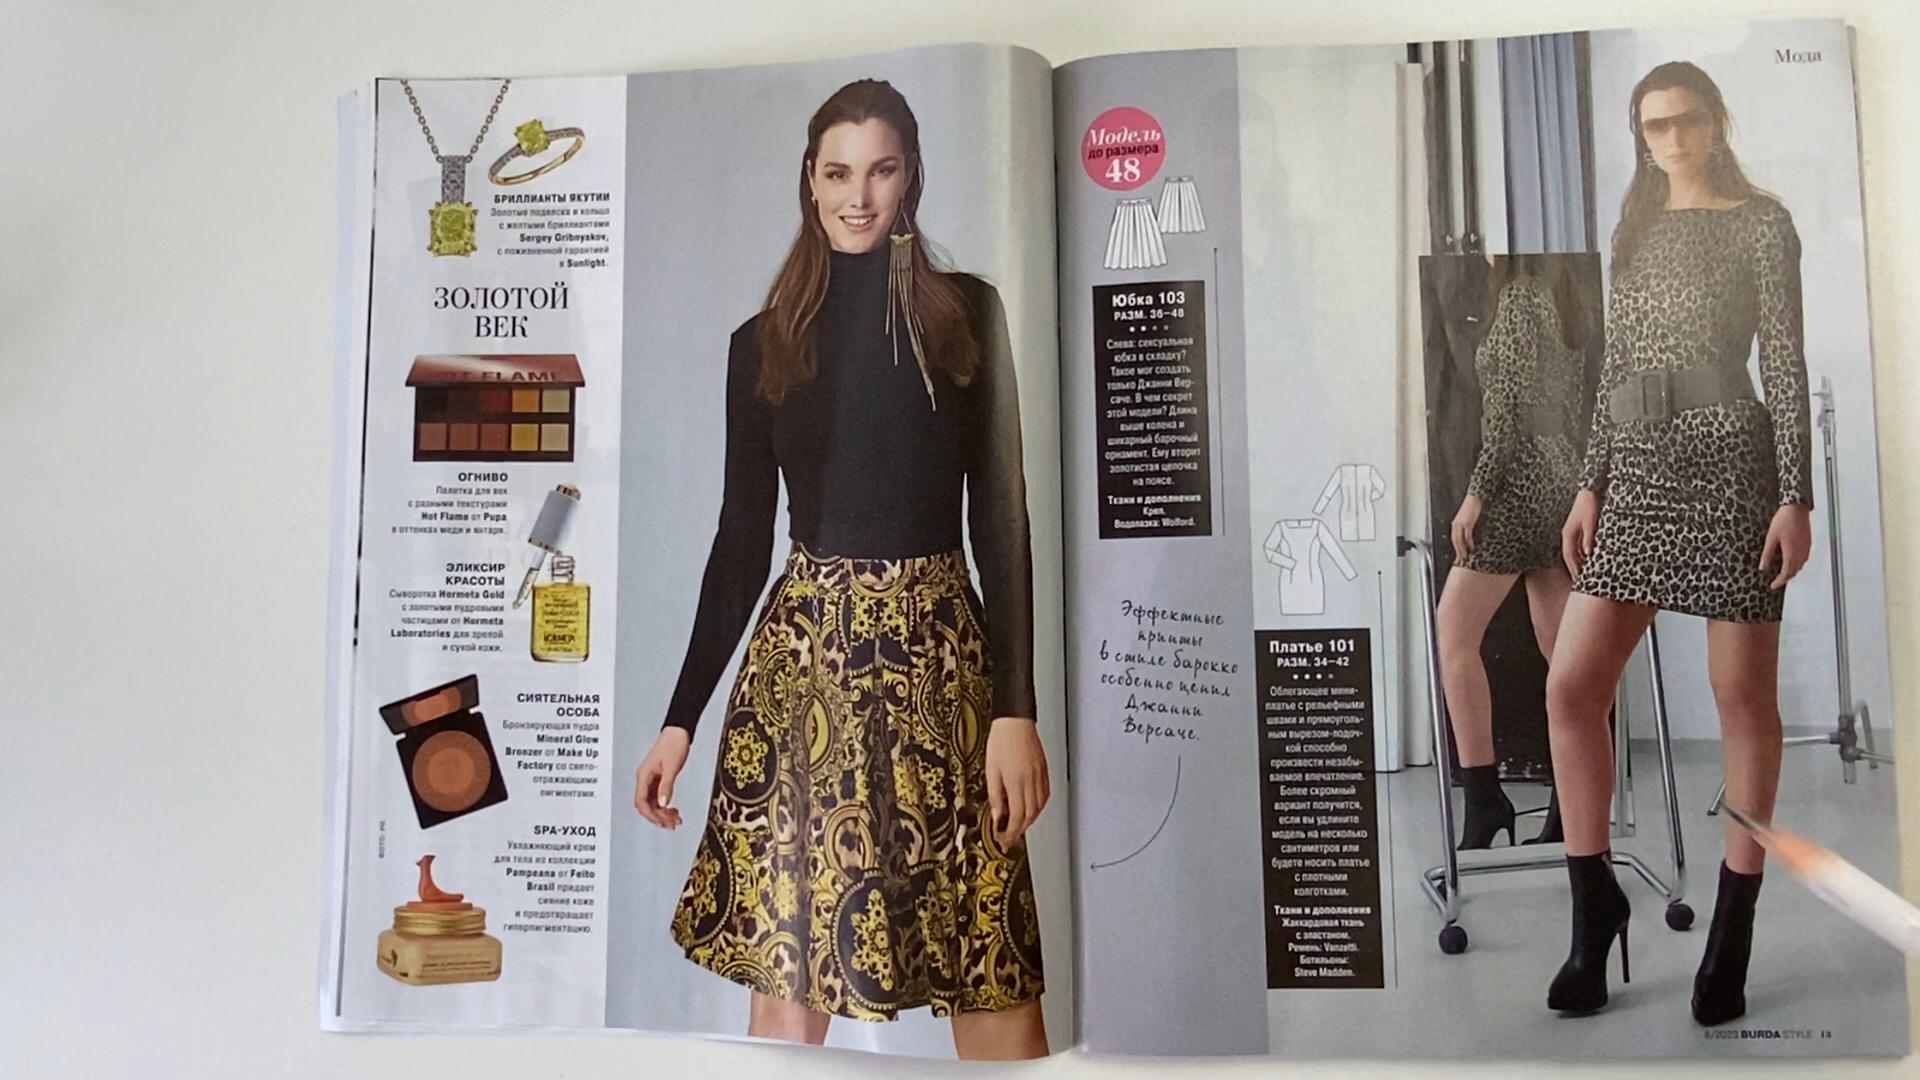 БРИЛЛИАНТЫ ЯКУТИИ
Золотые подвеска и кольцо
с желтыми бриллиантами
Sergey Gribnyakov,
с пожизненной гарантией
в Sunlight.
ЗОЛОТОЙ
ВЕК
HOT FLAME
ОГНИВО
Палетка для век
с разными текстурами
Hot Flame от Pupa
в оттенках меди и янтаря.
ЭЛИКСИР
КРАСОТЫ
Сыворотка Hormeta Gold
с золотыми пудровыми
частицами от Hormeta
Laboratories для зрелой
и сухой кожи.
HORMETA
СИЯТЕЛЬНАЯ
ОСОБА
Бронзирующая пудра
Mineral Glow
Bronzer от Make Up
Factory со свето-
отражающими
пигментами.
ФОТО: PR.
SPA-УХОД
Увлажняющий крем
для тела из коллекции
Pampeana от Feito
Brasil придает
сияние коже
и предотвращает
гиперпигментацию.
Модель
до размера
48
Юбка 103
РАЗМ. 36–48
Слева: сексуальная
юбка в складку?
Такое мог создать
только Джанни Вер-
саче. В чем секрет
этой модели? Длина
выше колена и
шикарный барочный
орнамент. Ему вторит
золотистая цепочка
на поясе.
Ткани и дополнения
Креп.
Водолазка: Wolford.
Эффектные
принты
в стиле барокко
особенно ценил
Джанни
Версаче.
Мода
Платье 101
РАЗМ. 34–42
Облегающее мини-
платье с рельефными
швами и прямоуголь-
ным вырезом-лодоч-
кой способно
произвести незабы-
ваемое впечатление.
Более скромный
вариант получится,
если вы удлините
модель на несколько
сантиметров или
будете носить платье
с плотными
колготками.
Ткани и дополнения
Жаккардовая ткань
с эластаном.
Ремень: Vanzetti.
Ботильоны:
Steve Madden.
6/2023 BURDA STYLE 13